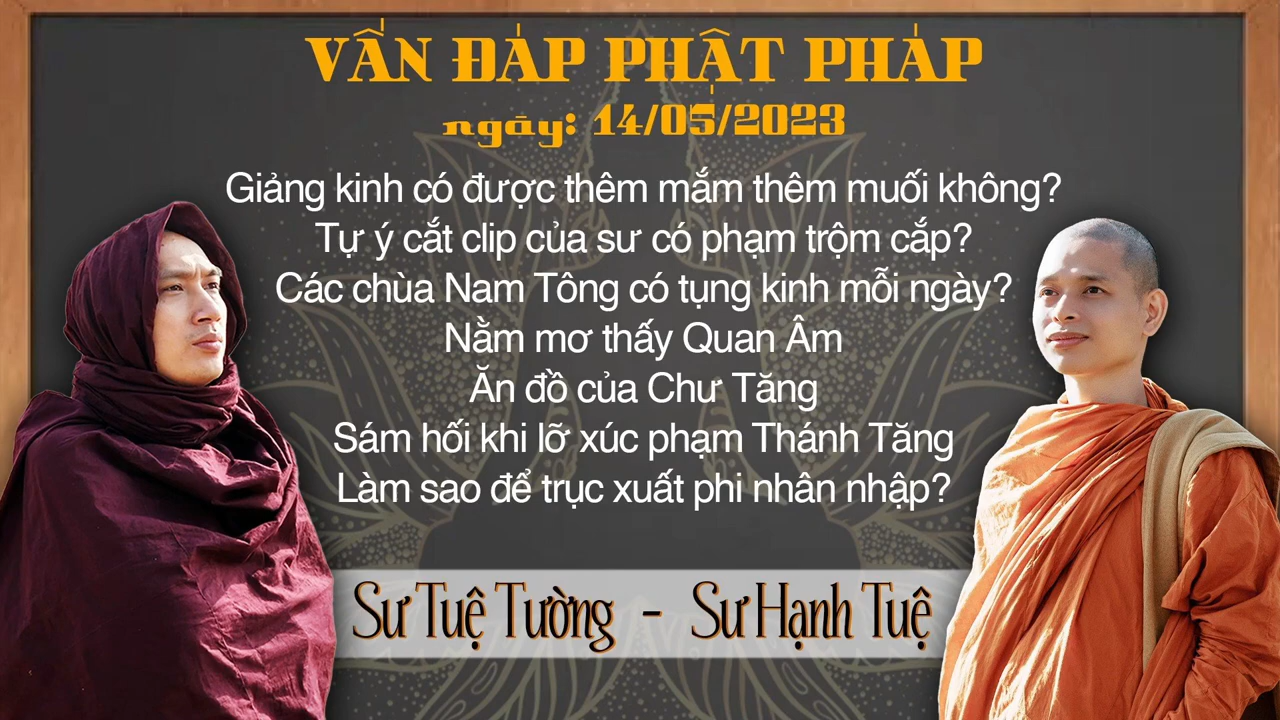 VẤN ĐÁP PHẬT PHÁP
ngày: 14/05/2023
Giảng kinh có được thêm mắm thêm muối không?
Tự ý cắt clip của sư có phạm trộm cắp?
Các chùa Nam Tông có tụng kinh mỗi ngày?
Nằm mơ thấy Quan Âm
Ăn đồ của Chư Tăng
Sám hối khi lỡ xúc phạm Thánh Tăng
Làm sao để trục xuất phi nhân nhập?
Sư Tuệ Tường - Sư Hạnh Tuệ